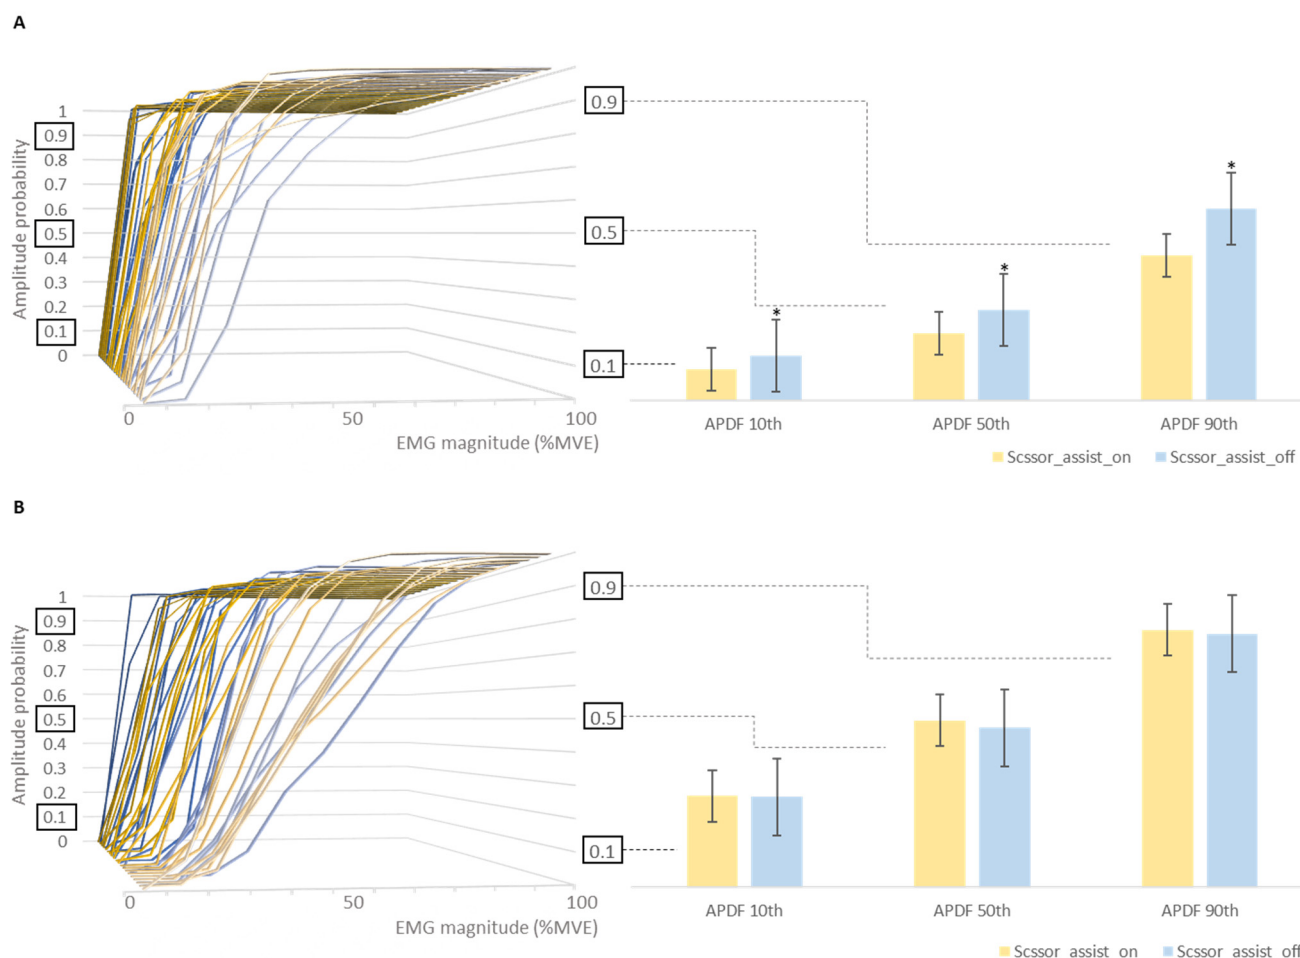 A
Amplitude probability
1
0.9
0.8
0.7
0.6
0.5
0.4
0.3
0.2
0.1
0
0 50 100
EMG magnitude (%MVE)
0.9
0.5
0.1
* * *
APDF 10th APDF 50th APDF 90th
Scssor_assist_on Scssor_assist_off
B
Amplitude probability
1
0.9
0.8
0.7
0.6
0.5
0.4
0.3
0.2
0.1
0
0 50 100
EMG magnitude (%MVE)
0.9
0.5
0.1
APDF 10th APDF 50th APDF 90th
Scssor_assist_on Scssor_assist_off